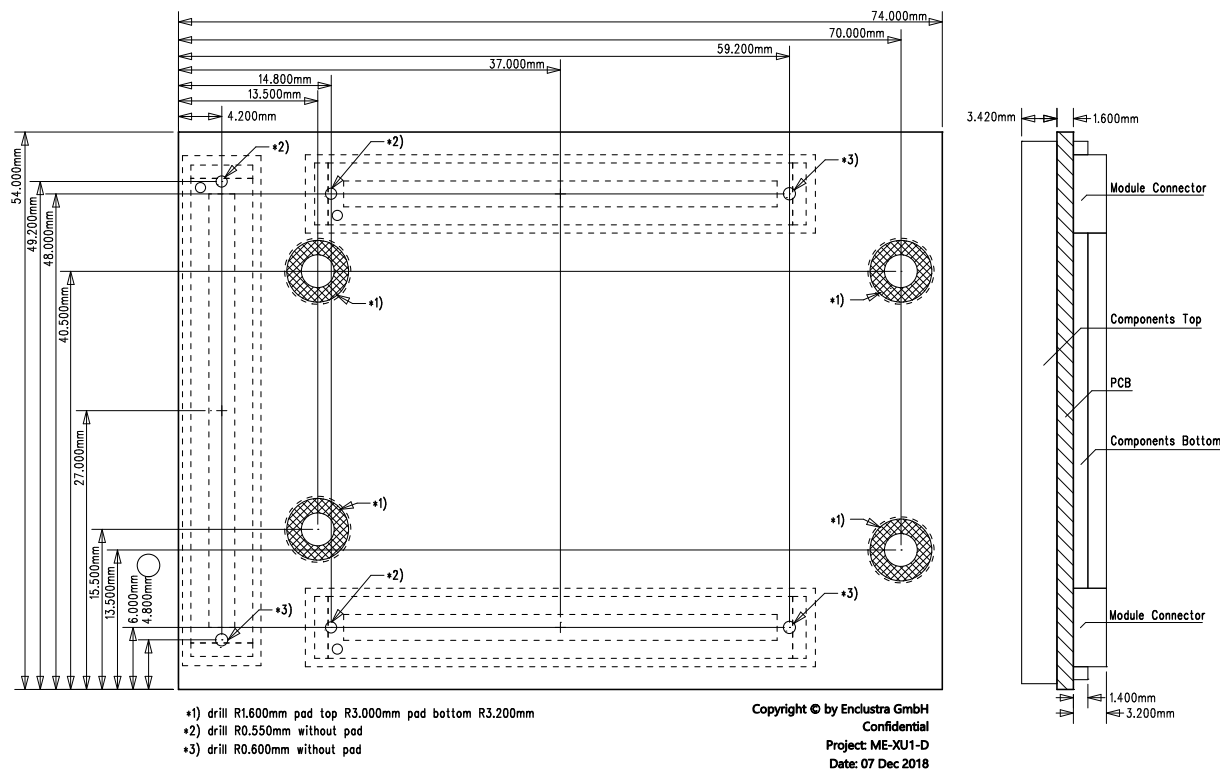 74.000mm
70.000mm
59.200mm
37.000mm
14.800mm
13.500mm
4.200mm
3.420mm
1.600mm
54.000mm
49.200mm
48.000mm
40.500mm
27.000mm
15.500mm
13.500mm
6.000mm
4.800mm
*2)
*2)
*3)
*1)
*1)
*1)
*1)
*3)
*2)
*3)
Module Connector
Components Top
PCB
Components Bottom
Module Connector
1.400mm
3.200mm
*1) drill R1.600mm pad top R3.000mm pad bottom R3.200mm
*2) drill R0.550mm without pad
*3) drill R0.600mm without pad
Copyright © by Enclustra GmbH
Confidential
Project: ME-XU1-D
Date: 07 Dec 2018